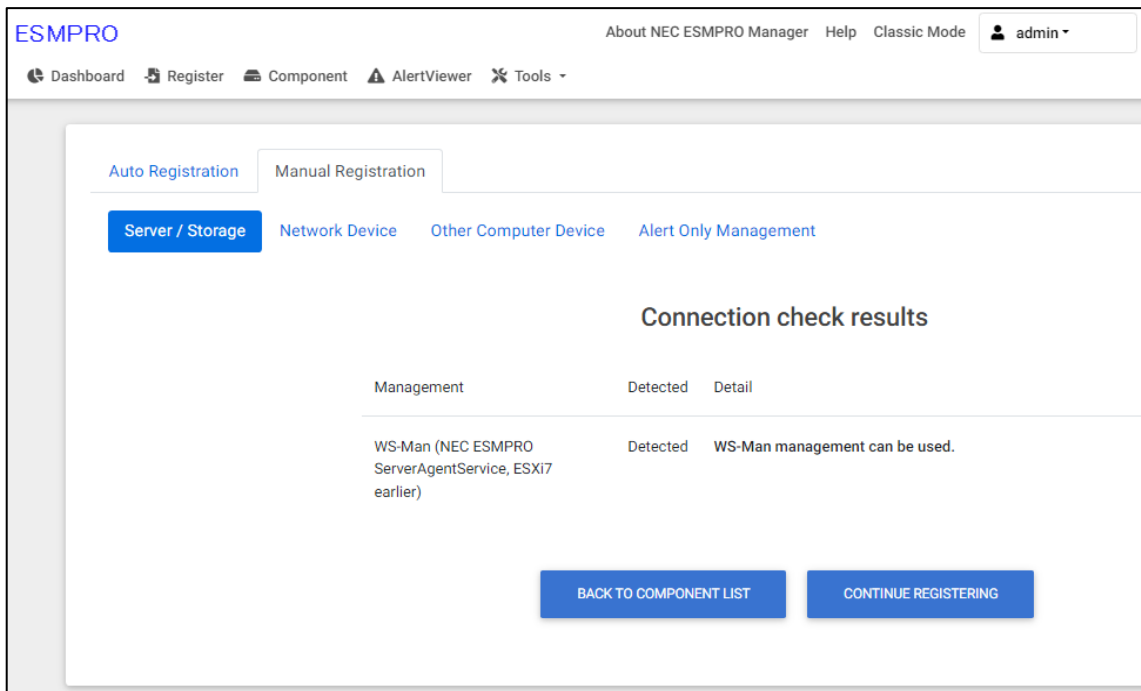 ESMPRO
About NEC ESMPRO Manager Help Classic Mode admin
Dashboard Register Component AlertViewer Tools
Auto Registration Manual Registration
Server / Storage Network Device Other Computer Device Alert Only Management
Connection check results
Management Detected Detail
WS-Man (NEC ESMPRO Detected WS-Man management can be used.
ServerAgentService, ESXi7
earlier)
BACK TO COMPONENT LIST CONTINUE REGISTERING